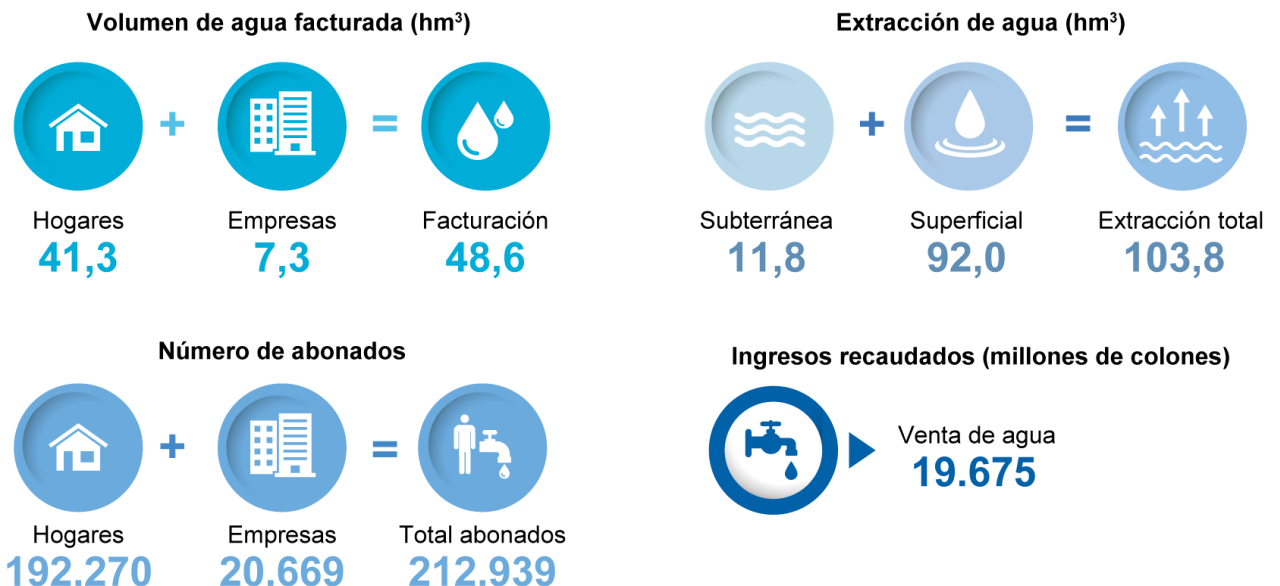 Volumen de agua facturada (hm³)
+
=
Hogares
Empresas
Facturación
41,3
7,3
48,6
Extracción de agua (hm³)
+
=
Subterránea
Superficial
Extracción total
11,8
92,0
103,8
Número de abonados
+
=
Hogares
Empresas
Total abonados
192.270
20.669
212.939
Ingresos recaudados (millones de colones)
Venta de agua
19.675